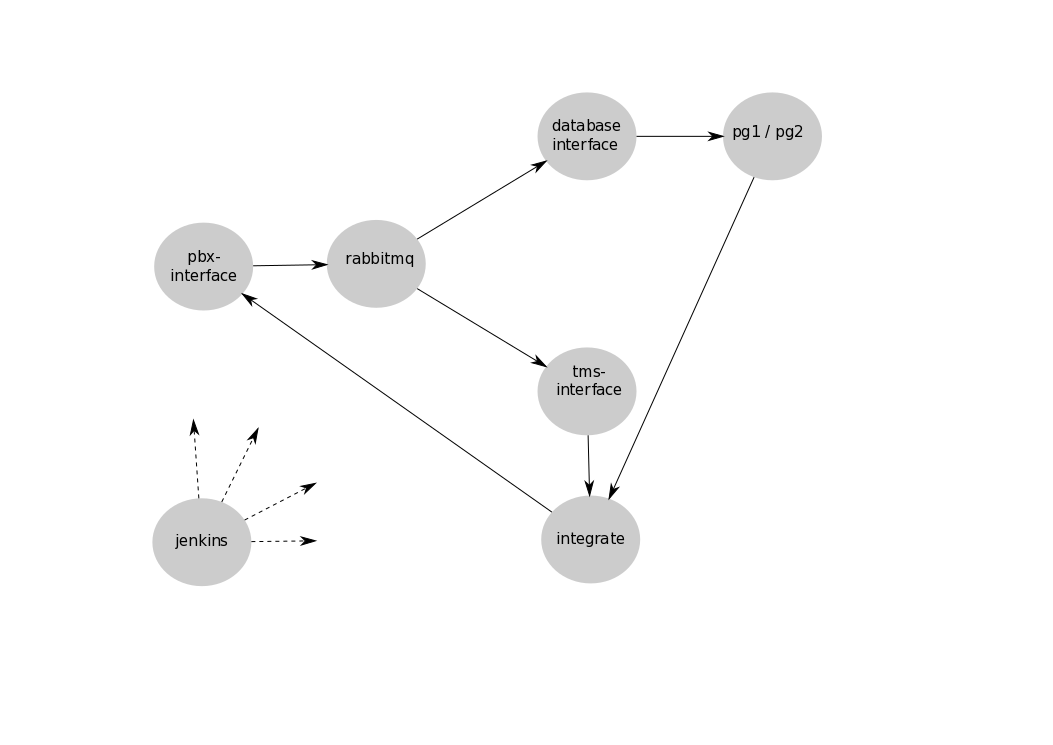 database
interface
pg1 / pg2
pbx-
interface
rabbitmq
tms-
interface
jenkins
integrate